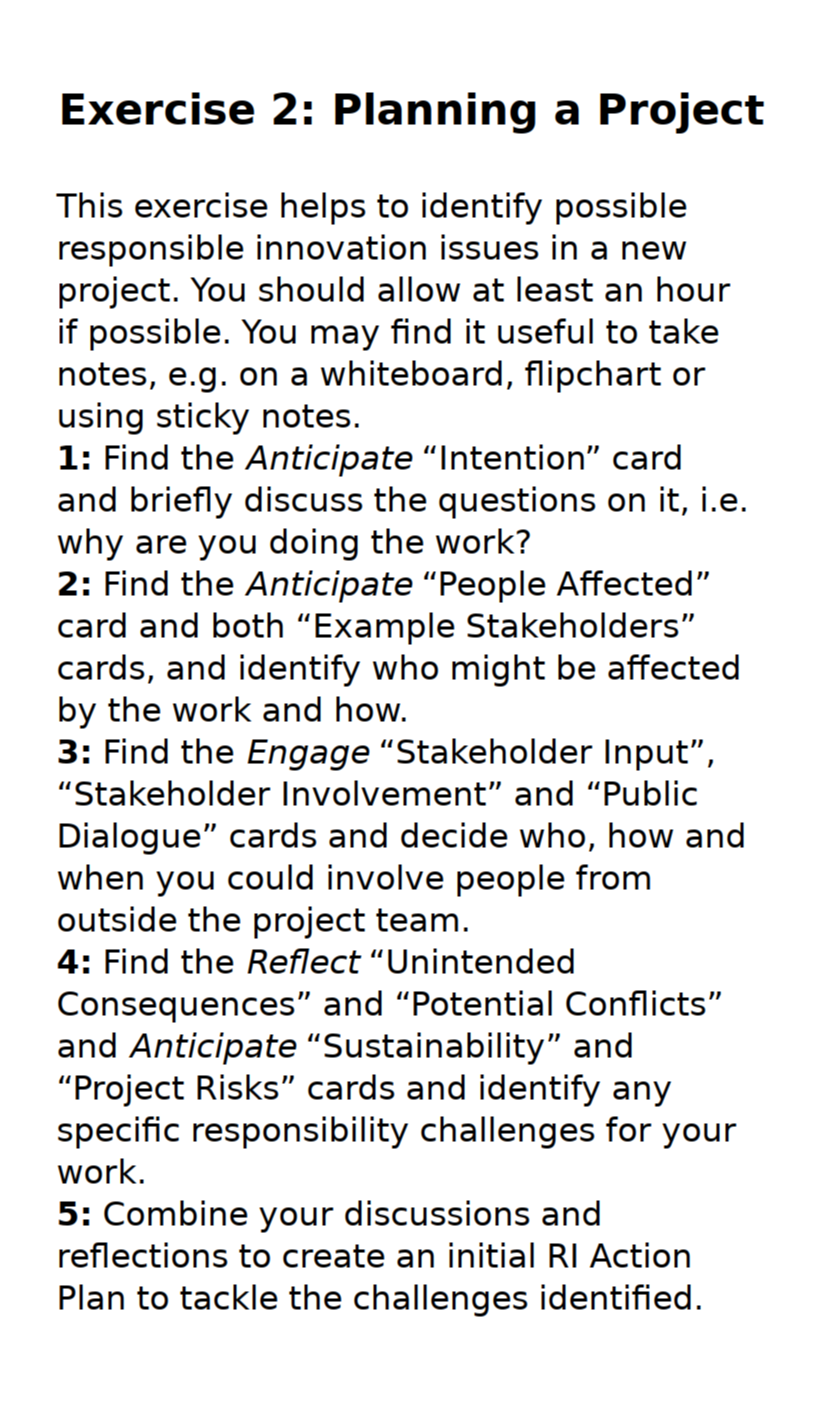 Exercise 2: Planning a Project
This exercise helps to identify possible
responsible innovation issues in a new
project. You should allow at least an hour
if possible. You may find it useful to take
notes, e.g. on a whiteboard, flipchart or
using sticky notes.
1: Find the Anticipate “Intention” card
and briefly discuss the questions on it, i.e.
why are you doing the work?
2: Find the Anticipate “People Affected”
card and both “Example Stakeholders”
cards, and identify who might be affected
by the work and how.
3: Find the Engage “Stakeholder Input”,
“Stakeholder Involvement” and “Public
Dialogue” cards and decide who, how and
when you could involve people from
outside the project team.
4: Find the Reflect “Unintended
Consequences” and “Potential Conflicts”
and Anticipate “Sustainability” and
“Project Risks” cards and identify any
specific responsibility challenges for your
work.
5: Combine your discussions and
reflections to create an initial RI Action
Plan to tackle the challenges identified.